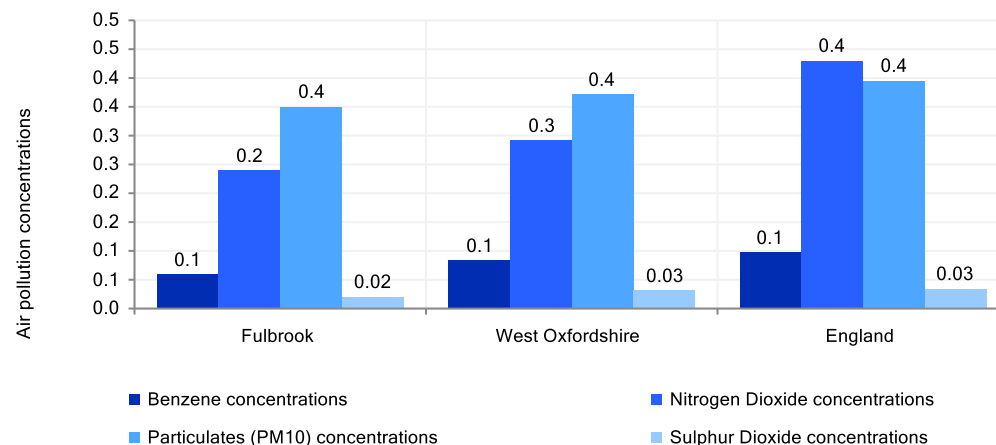 Air pollution concentrations
0.5
0.5
0.4
0.4
0.3
0.3
0.2
0.2
0.1
0.1
0.0
0.1
0.2
0.4
0.02
0.1
0.3
0.4
0.03
0.1
0.4
0.4
0.03
Fulbrook
West Oxfordshire
England
Benzene concentrations
Nitrogen Dioxide concentrations
Particulates (PM10) concentrations
Sulphur Dioxide concentrations